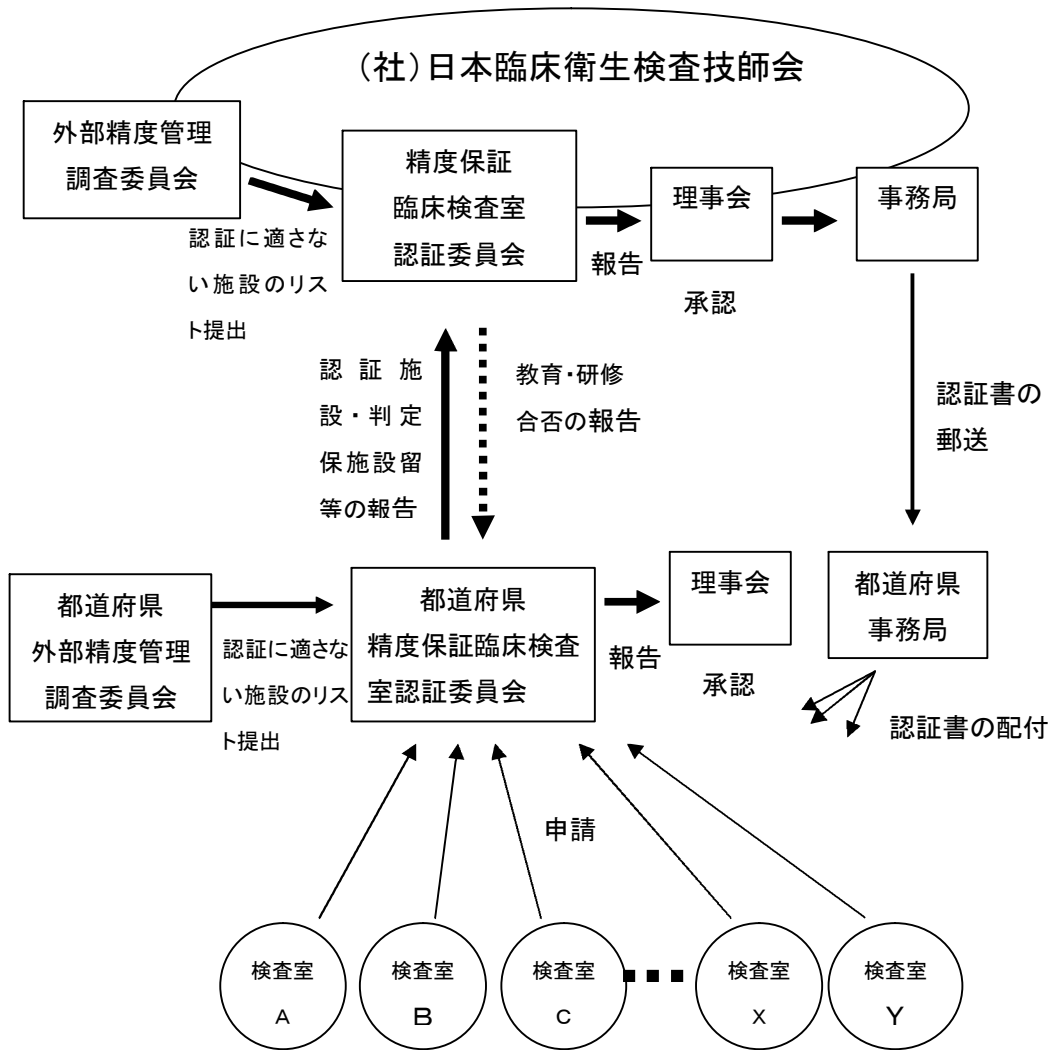 （社）日本臨床衛生検査技師会
外部精度管理
調査委員会
精度保証
臨床検査室
認証委員会
理事会
事務局
認証に適さな
い施設のリス
ト提出
報告
承認
認証施
設・判定
保施設留
等の報告
教育・研修
合否の報告
認証書の
郵送
都道府県
外部精度管理
調査委員会
認証に適さな
い施設のリス
ト提出
都道府県
精度保証臨床検査
室認証委員会
報告
理事会
承認
都道府県
事務局
認証書の配付
申請
検査室
A
検査室
B
検査室
C
検査室
X
検査室
Y